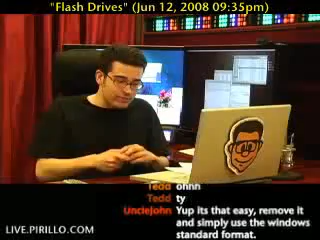 "Flash Drives" (Jun 12, 2008 09:35pm)
Tedd ohhh
Tedd ty
UncleJohn Yup its that easy, remove it
and simply use the windows
standard format.
LIVE.PIRILLO.COM